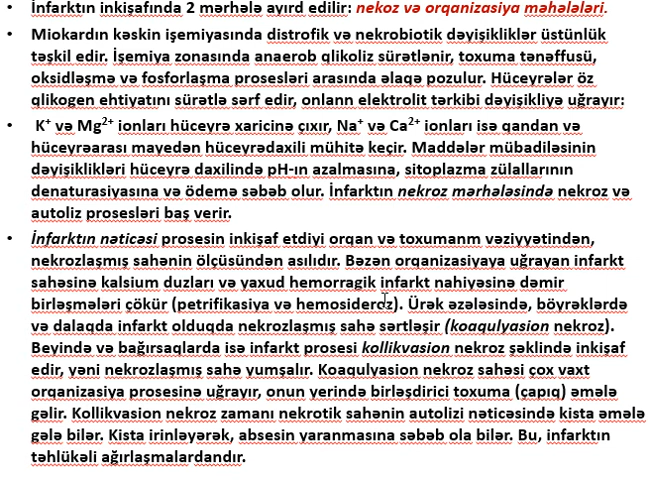 • İnfarktın inkişafında 2 mərhələ ayırd edilir: nekoz və orqanizasiya məhələləri.
• Miokardın kəskin işemiyasında distrofik və nekrobiotik dəyişikliklər üstünlük
təşkil edir. İşemiya zonasında anaerob qlikoliz sürətlənir, toxuma tənəffüsü,
oksidləşmə və fosforlaşma prosesləri arasında əlaqə pozulur. Hüceyrələr öz
qlikogen ehtiyatını sürətlə sərf edir, onlann elektrolit tərkibi dəyişikliyə uğrayır:
• K⁺ və Mg²⁺ ionları hüceyrə xaricinə çıxır, Na⁺ və Ca²⁺ ionları isə qandan və
hüceyrəarası mayedən hüceyrədaxili mühitə keçir. Maddələr mübadiləsinin
dəyişiklikləri hüceyrə daxilində pH-ın azalmasına, sitoplazma zülallarının
denaturasiyasına və ödemə səbəb olur. İnfarktın nekroz mərhələsində nekroz və
autoliz prosesləri baş verir.
• İnfarktın nəticəsi prosesin inkişaf etdiyi orqan və toxumanm vəziyyətindən,
nekrozlaşmış sahənin ölçüsündən asılıdır. Bəzən orqanizasiyaya uğrayan infarkt
sahəsinə kalsium duzları və yaxud hemorragik infarkt nahiyəsinə dəmir
birləşmələri çökür (petrifikasiya və hemosideroz). Ürək əzələsində, böyrəklərdə
və dalaqda infarkt olduqda nekrozlaşmış sahə sərtləşir (koaqulyasion nekroz).
Beyində və bağırsaqlarda isə infarkt prosesi kollikvasion nekroz şəklində inkişaf
edir, yəni nekrozlaşmış sahə yumşalır. Koaqulyasion nekroz sahəsi çox vaxt
orqanizasiya prosesinə uğrayır, onun yerində birləşdirici toxuma (çapıq) əmələ
gəlir. Kollikvasion nekroz zamanı nekrotik sahənin autolizi nəticəsində kista əmələ
gələ bilər. Kista irinləyərək, absesin yaranmasına səbəb ola bilər. Bu, infarktın
təhlükəli ağırlaşmalardandır.